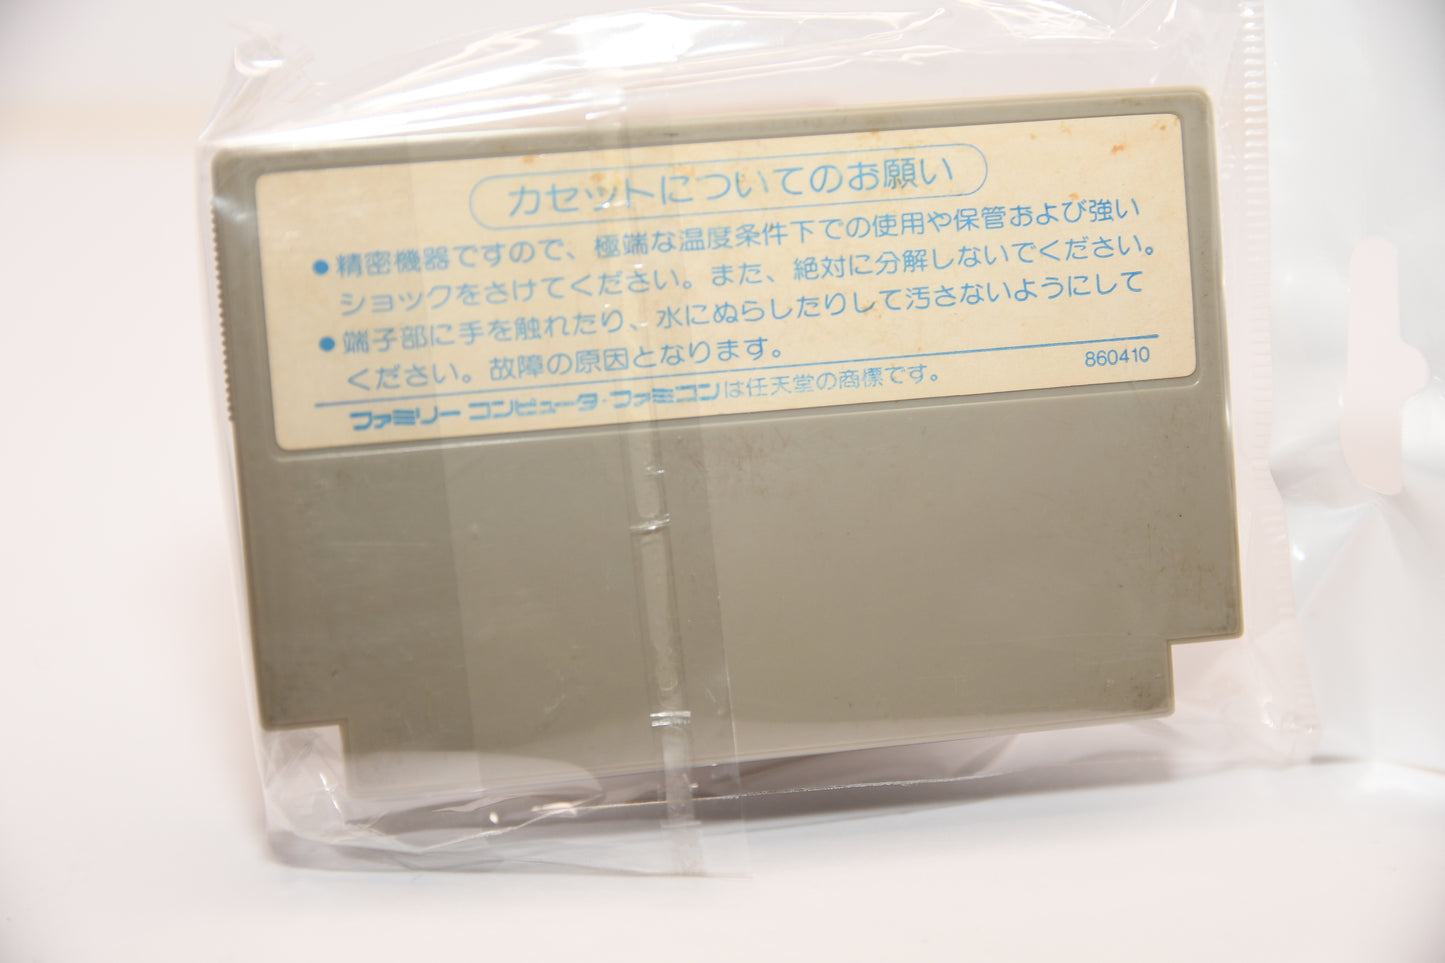 カセットについてのお願い
●精密機器ですので、極端な温度条件下での使用や保管および強い
ショックをさけてください。また、絶対に分解しないでください。
●端子部に手を触れたり、水にぬらしたりして汚さないようにして
ください。故障の原因となります。
860410
ファミリーコンピュータ・ファミコンは任天堂の商標です。